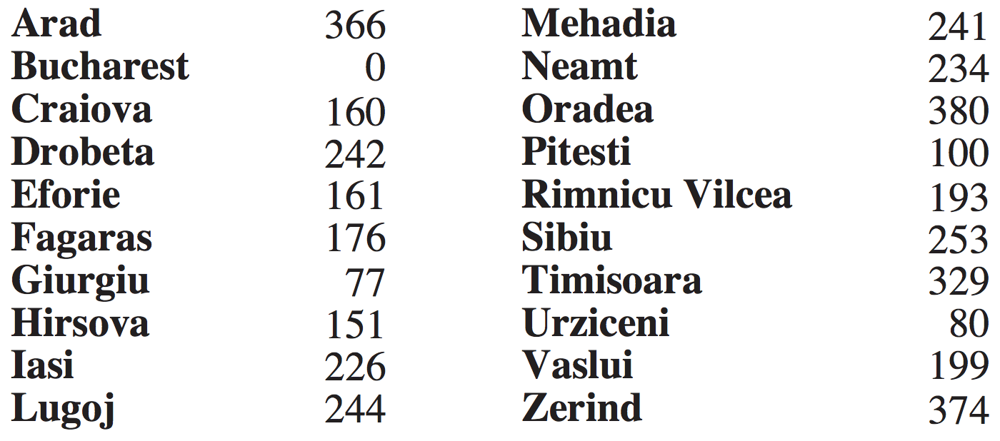 Arad 366 Mehadia 241
Bucharest 0 Neamt 234
Craiova 160 Oradea 380
Drobeta 242 Pitesti 100
Eforie 161 Rimnicu Vilcea 193
Fagaras 176 Sibiu 253
Giurgiu 77 Timisoara 329
Hirsova 151 Urziceni 80
Iasi 226 Vaslui 199
Lugoj 244 Zerind 374